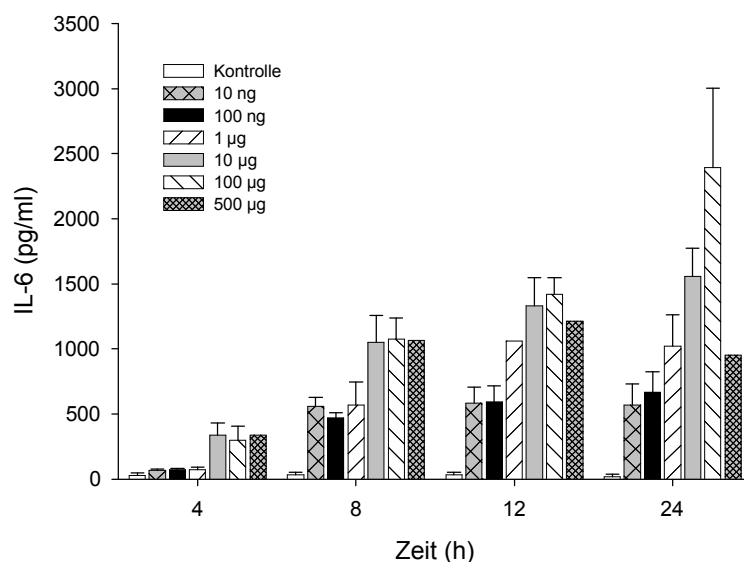 3500
3000
2500
2000
1500
1000
500
0
IL-6 (pg/ml)
Kontrolle
10 ng
100 ng
1 µg
10 µg
100 µg
500 µg
4 8 12 24
Zeit (h)